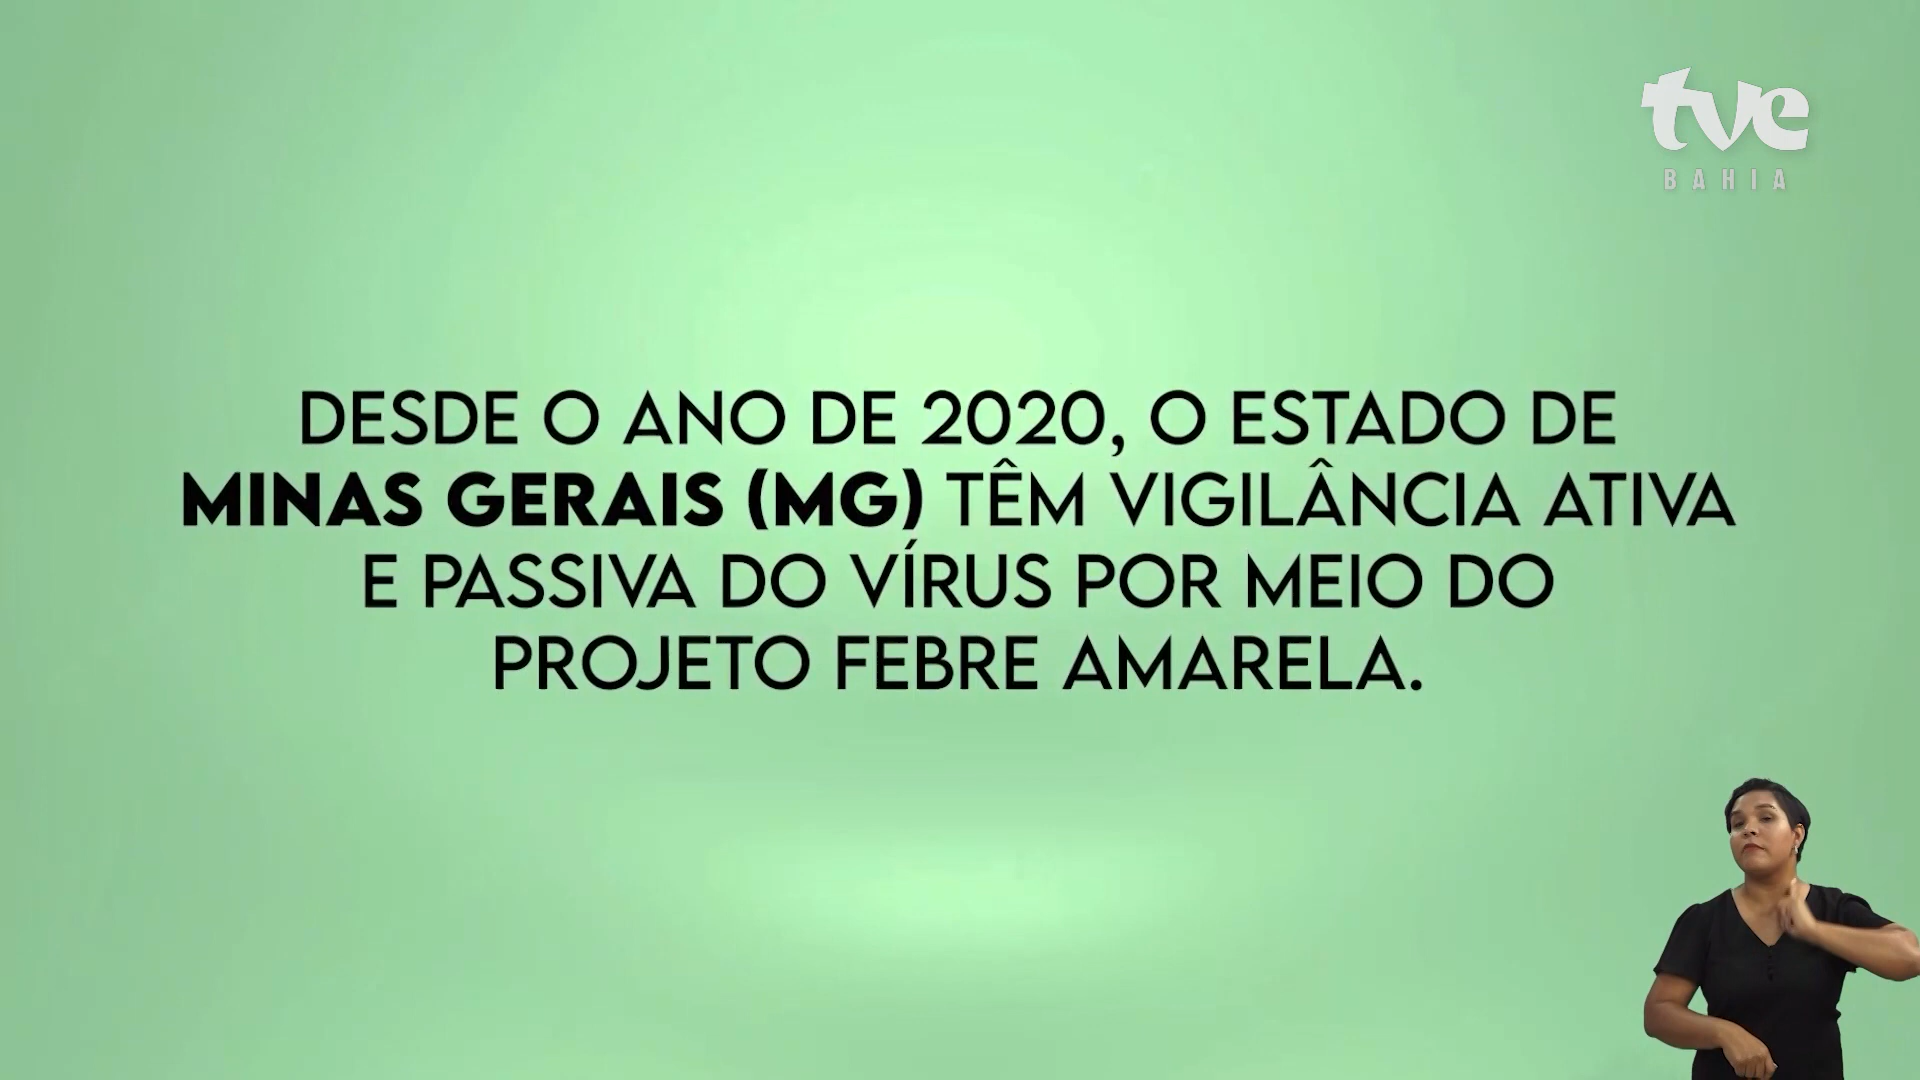 tve
BAHIA
DESDE O ANO DE 2020, O ESTADO DE
MINAS GERAIS (MG) TÊM VIGILÂNCIA ATIVA
E PASSIVA DO VÍRUS POR MEIO DO
PROJETO FEBRE AMARELA.